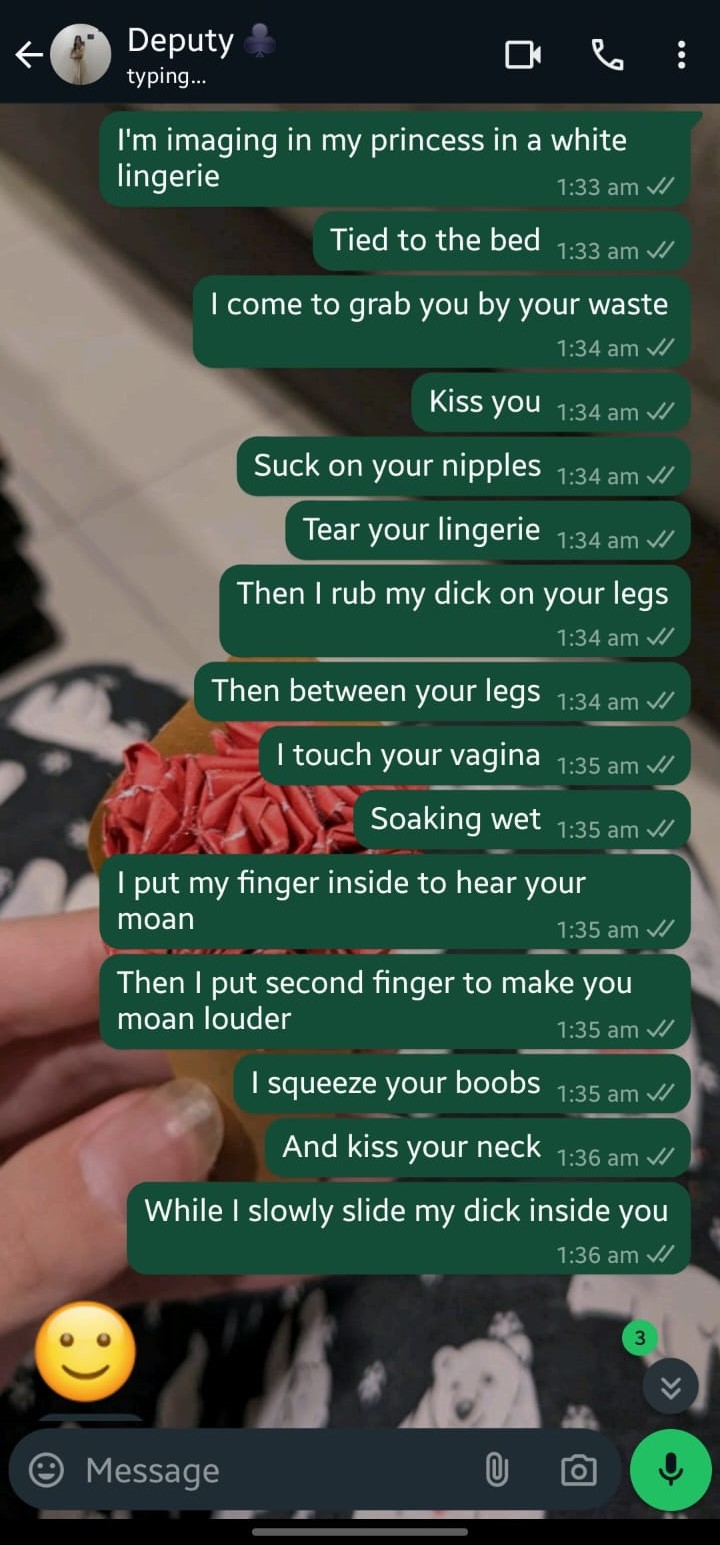 Deputy
typing...
I'm imaging in my princess in a white
lingerie
1:33 am
Tied to the bed 1:33 am
I come to grab you by your waste
1:34 am
Kiss you 1:34 am
Suck on your nipples 1:34 am
Tear your lingerie 1:34 am
Then I rub my dick on your legs
1:34 am
Then between your legs 1:34 am
I touch your vagina 1:35 am
Soaking wet 1:35 am
I put my finger inside to hear your
moan
1:35 am
Then I put second finger to make you
moan louder
1:35 am
I squeeze your boobs 1:35 am
And kiss your neck 1:36 am
While I slowly slide my dick inside you
1:36 am
3
Message